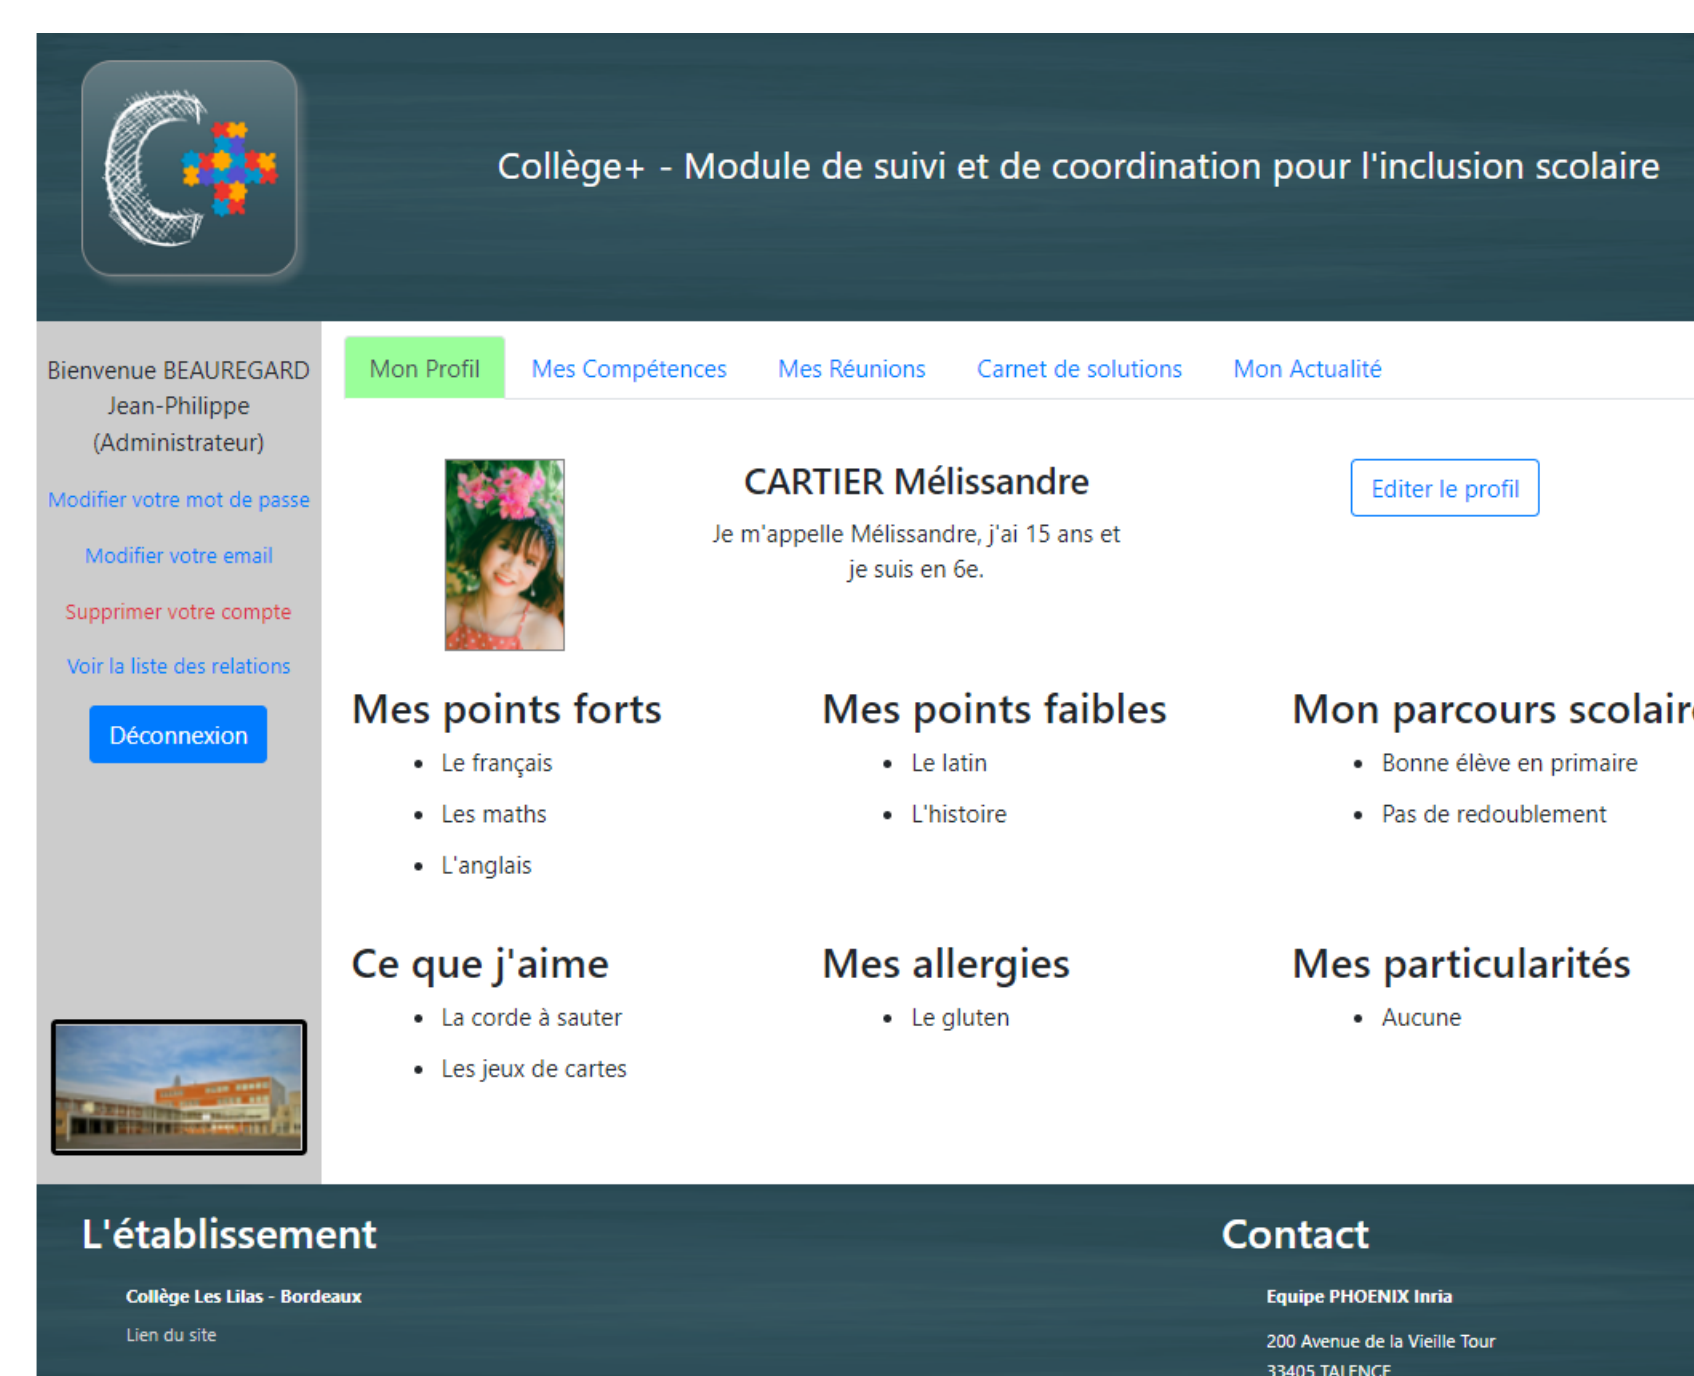 C
Collège+ - Module de suivi et de coordination pour l'inclusion scolaire
Bienvenue BEAUREGARD
Jean-Philippe
(Administrateur)
Modifier votre mot de passe
Modifier votre email
Supprimer votre compte
Voir la liste des relations
Déconnexion
Mon Profil Mes Compétences Mes Réunions Carnet de solutions Mon Actualité
CARTIER Mélissandre
Je m'appelle Mélissandre, j'ai 15 ans et
je suis en 6e.
Editer le profil
Mes points forts
• Le français
• Les maths
• L'anglais
Mes points faibles
• Le latin
• L'histoire
Mon parcours scolaire
• Bonne élève en primaire
• Pas de redoublement
Ce que j'aime
• La corde à sauter
• Les jeux de cartes
Mes allergies
• Le gluten
Mes particularités
• Aucune
L'établissement
Collège Les Lilas - Bordeaux
Lien du site
Contact
Equipe PHOENIX Inria
200 Avenue de la Vieille Tour
33405 TALENCE